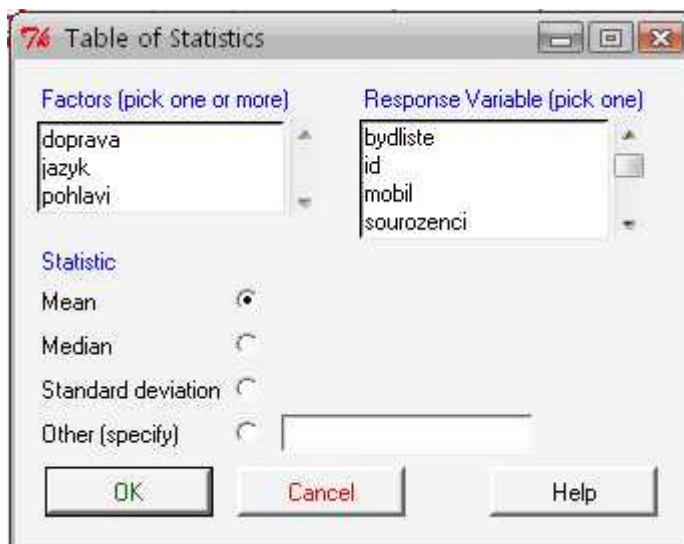 Table of Statistics
Factors (pick one or more)
doprava
jazyk
pohlavi
Response Variable (pick one)
bydliste
id
mobil
sourozenci
Statistic
Mean
Median
Standard deviation
Other (specify)
OK
Cancel
Help